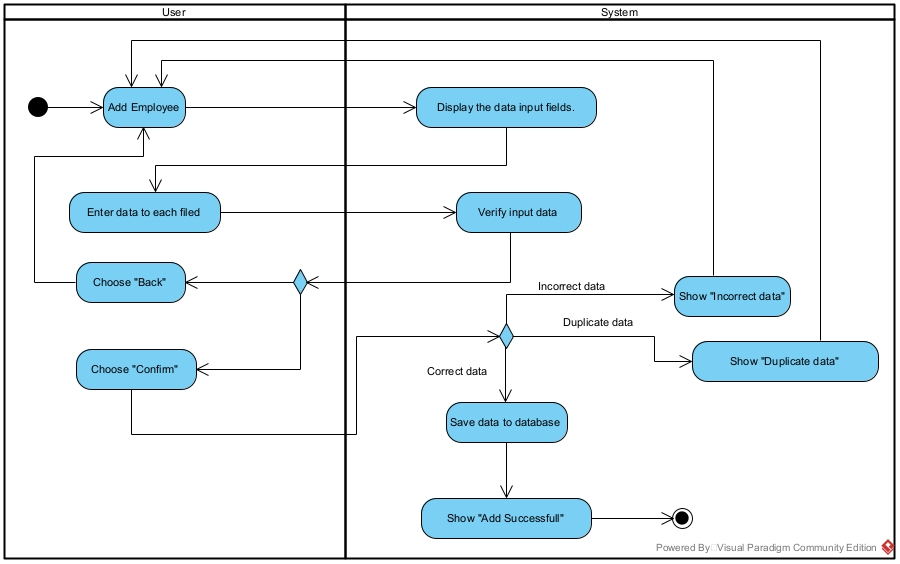 User
System
Add Employee
Display the data input fields.
Enter data to each filed
Verify input data
Choose "Back"
Incorrect data
Show "Incorrect data"
Duplicate data
Show "Duplicate data"
Choose "Confirm"
Correct data
Save data to database
Show "Add Successfull"
Powered By Visual Paradigm Community Edition